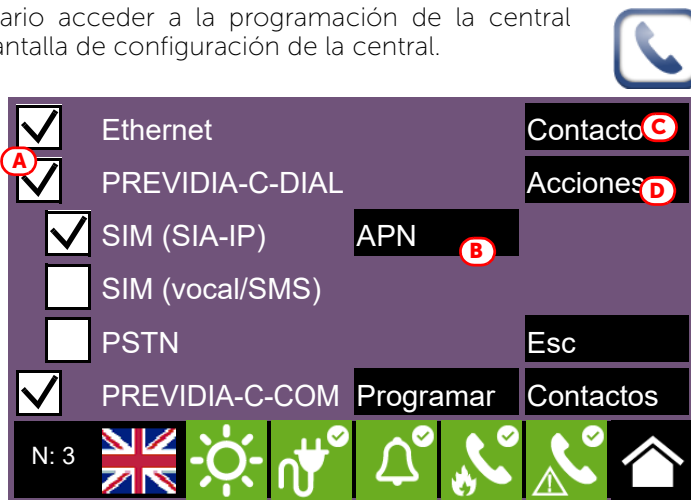 ario acceder a la programación de la central
antalla de configuración de la central.
Ethernet
Contacto
C
A
PREVIDIA-C-DIAL
Acciones
D
SIM (SIA-IP)
APN
B
SIM (vocal/SMS)
PSTN
Esc
PREVIDIA-C-COM
Programar
Contactos
N: 3